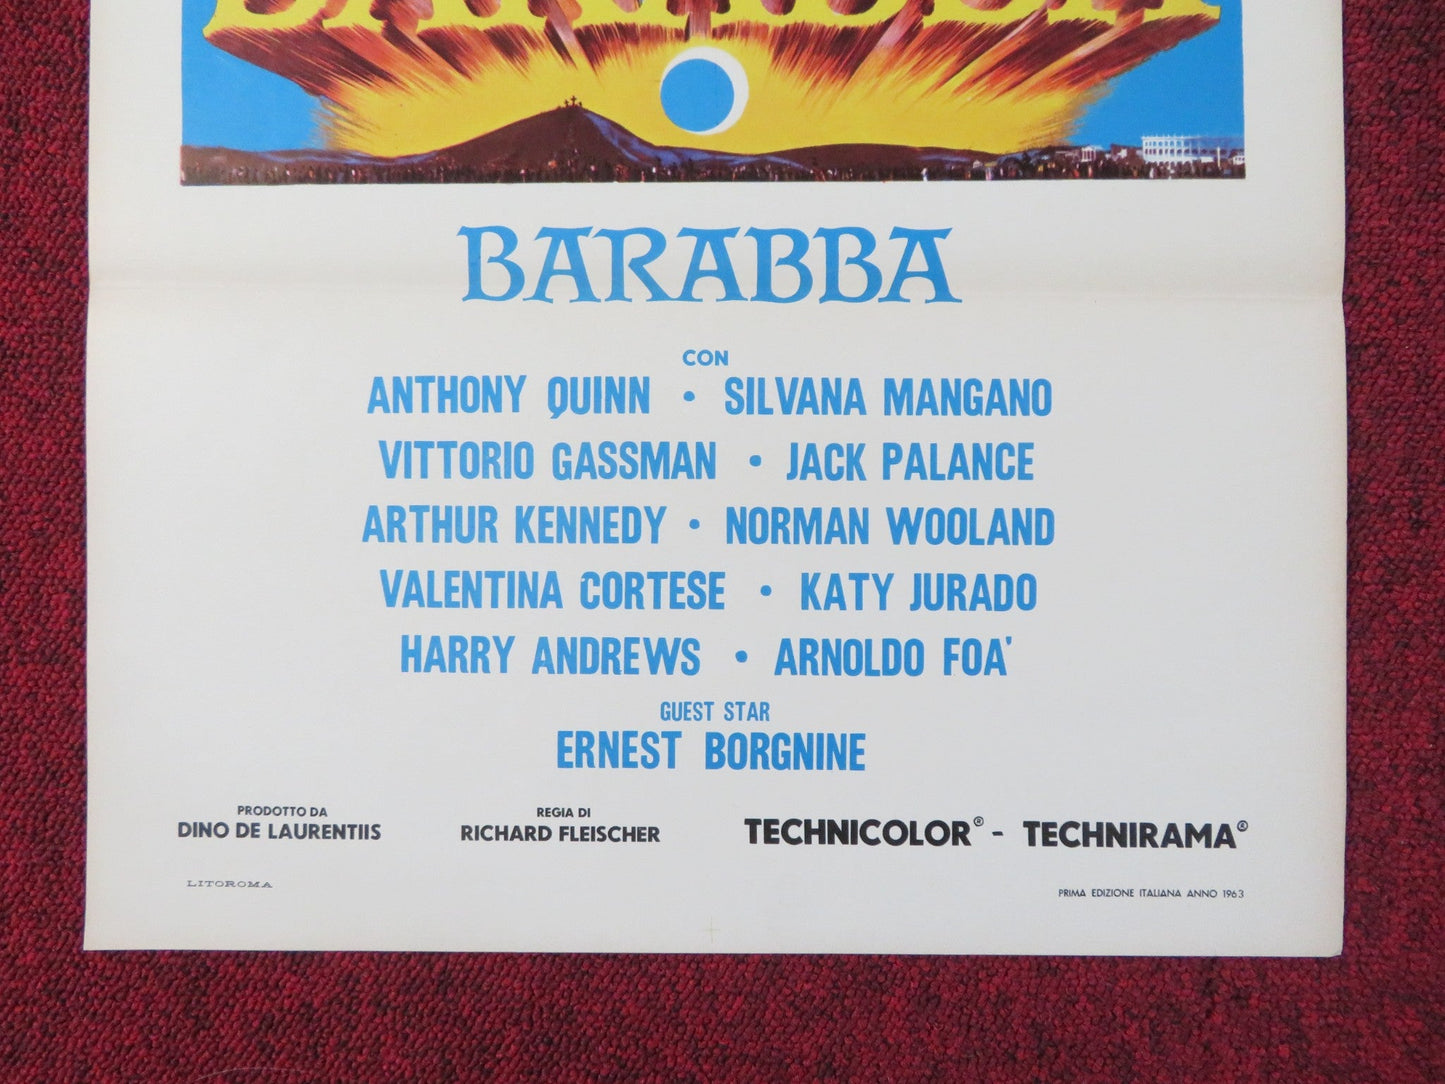 BARABBA
BARABBA
CON
ANTHONY QUINN • SILVANA MANGANO
VITTORIO GASSMAN • JACK PALANCE
ARTHUR KENNEDY • NORMAN WOOLAND
VALENTINA CORTESE • KATY JURADO
HARRY ANDREWS • ARNOLDO FOA'
GUEST STAR
ERNEST BORGNINE
PRODOTTO DA
DINO DE LAURENTIIS
REGIA DI
RICHARD FLEISCHER
TECHNICOLOR® - TECHNIRAMA®
LITOROMA
PRIMA EDIZIONE ITALIANA ANNO 1963